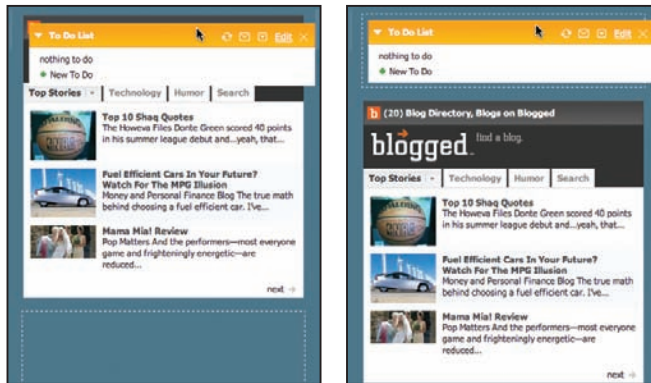 To Do List
Edit
nothing to do
New To Do
Top Stories
Technology
Humor
Search
Top 10 Shaq Quotes
The Howeva Files Donte Green scored 40 points
in his summer league debut and...yeah, that...
Fuel Efficient Cars In Your Future?
Watch For The MPG Illusion
Money and Personal Finance Blog The true math
behind choosing a fuel efficient car. I've...
Mama Mia! Review
Pop Matters And the performers—most everyone
game and frighteningly energetic—are
reduced...
next
To Do List
Edit
nothing to do
New To Do
b (20) Blog Directory, Blogs on Blogged
blogged
find a blog.
Top Stories
Technology
Humor
Search
Top 10 Shaq Quotes
The Howeva Files Donte Green scored 40 points
in his summer league debut and...yeah, that...
Fuel Efficient Cars In Your Future?
Watch For The MPG Illusion
Money and Personal Finance Blog The true math
behind choosing a fuel efficient car. I've...
Mama Mia! Review
Pop Matters And the performers—most everyone
game and frighteningly energetic—are
reduced...
next